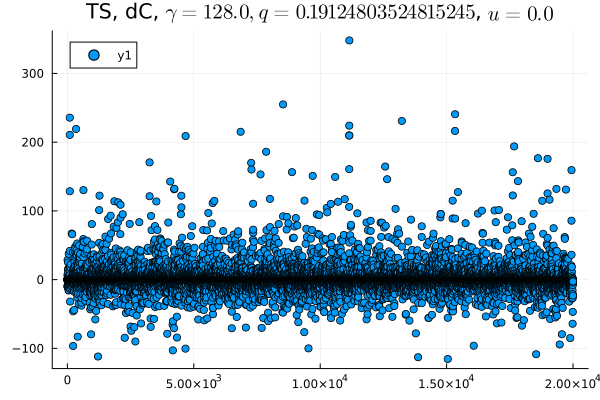 TS, dC, γ = 128.0, q = 0.19124803524815245, u = 0.0
y1
300
200
100
0
−100
0 5.00×10³ 1.00×10⁴ 1.50×10⁴ 2.00×10⁴